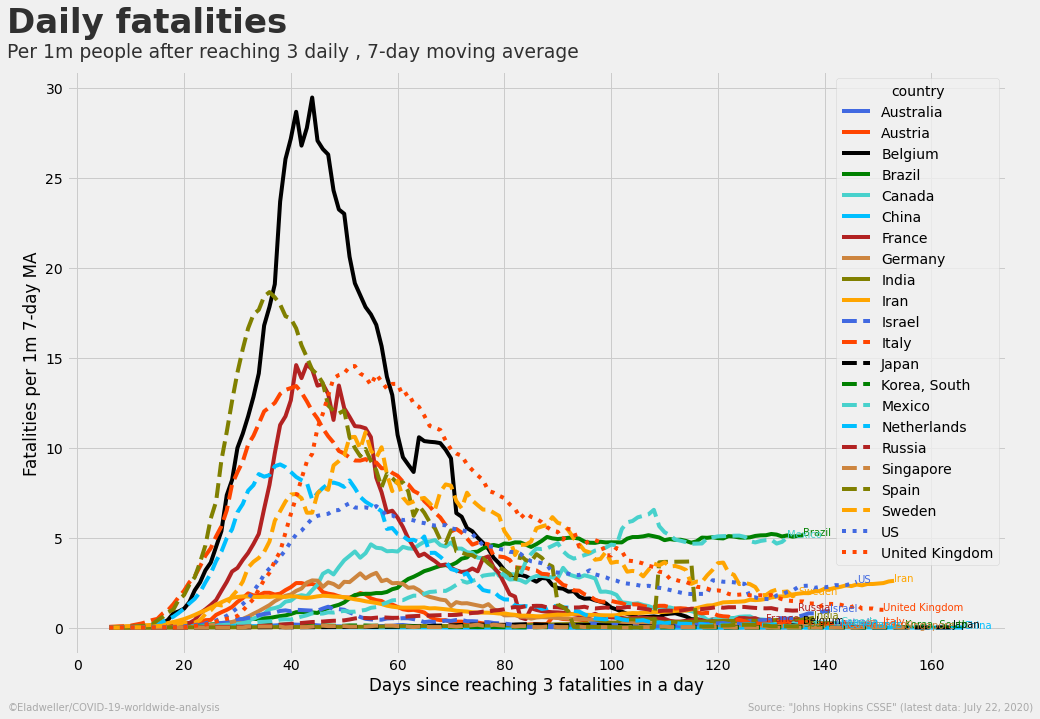 Daily fatalities
Per 1m people after reaching 3 daily , 7-day moving average
Fatalities per 1m 7-day MA
30
25
20
15
10
5
0
country
Australia
Austria
Belgium
Brazil
Canada
China
France
Germany
India
Iran
Israel
Italy
Japan
Korea, South
Mexico
Netherlands
Russia
Singapore
Spain
Sweden
US
United Kingdom
Brazil
US
Iran
Russia
Israel
United Kingdom
France
Belgium
Italy
Korea, South
Japan
0 20 40 60 80 100 120 140 160
Days since reaching 3 fatalities in a day
©Eladweller/COVID-19-worldwide-analysis
Source: "Johns Hopkins CSSE" (latest data: July 22, 2020)